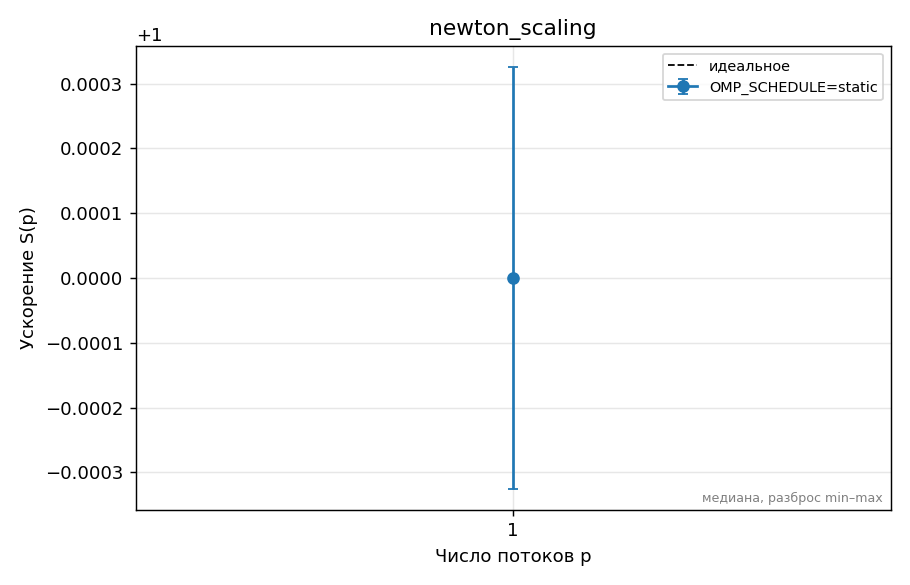 newton_scaling
+1
идеальное
OMP_SCHEDULE=static
0.0003
0.0002
0.0001
0.0000
−0.0001
−0.0002
−0.0003
Ускорение S(p)
медиана, разброс min–max
1
Число потоков p